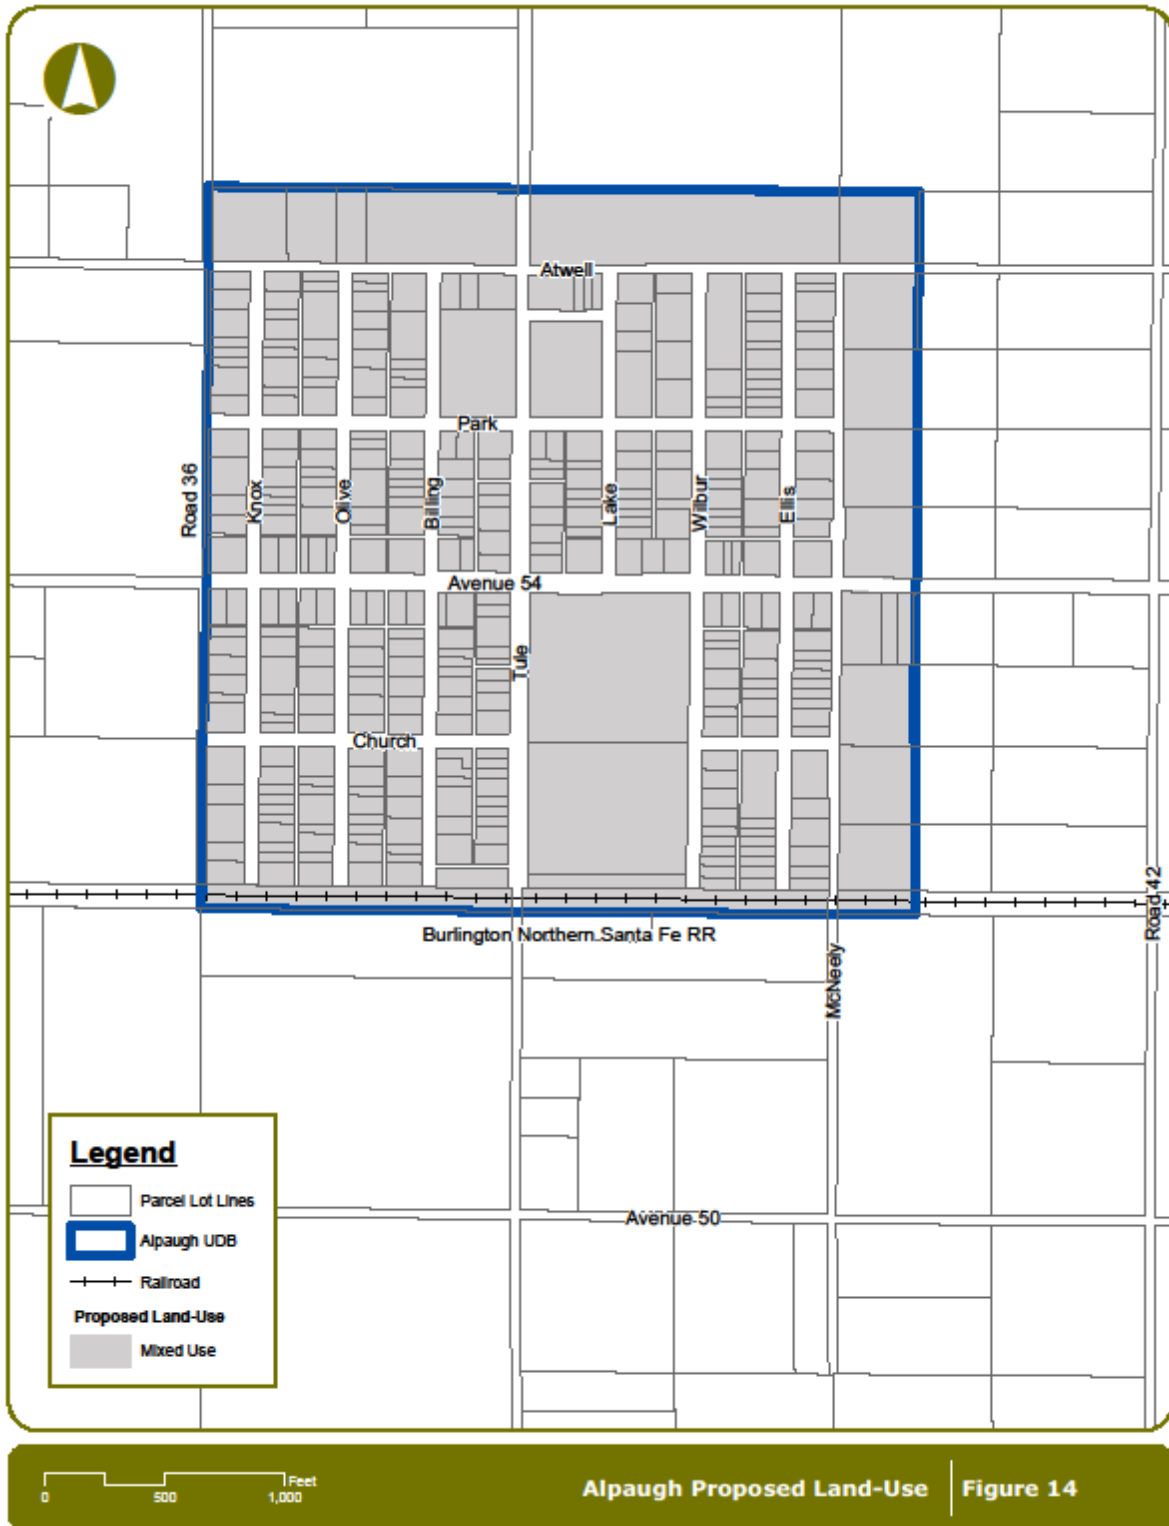 Atwell
Park
Road 36
Knox
Olive
Billing
Lake
Wilbur
Ellis
Avenue 54
Tule
Church
Burlington Northern Santa Fe RR
McNeely
Road 42
Avenue 50
Legend
Parcel Lot Lines
Alpaugh UDB
Railroad
Proposed Land-Use
Mixed Use
Feet
0 500 1,000
Alpaugh Proposed Land-Use Figure 14